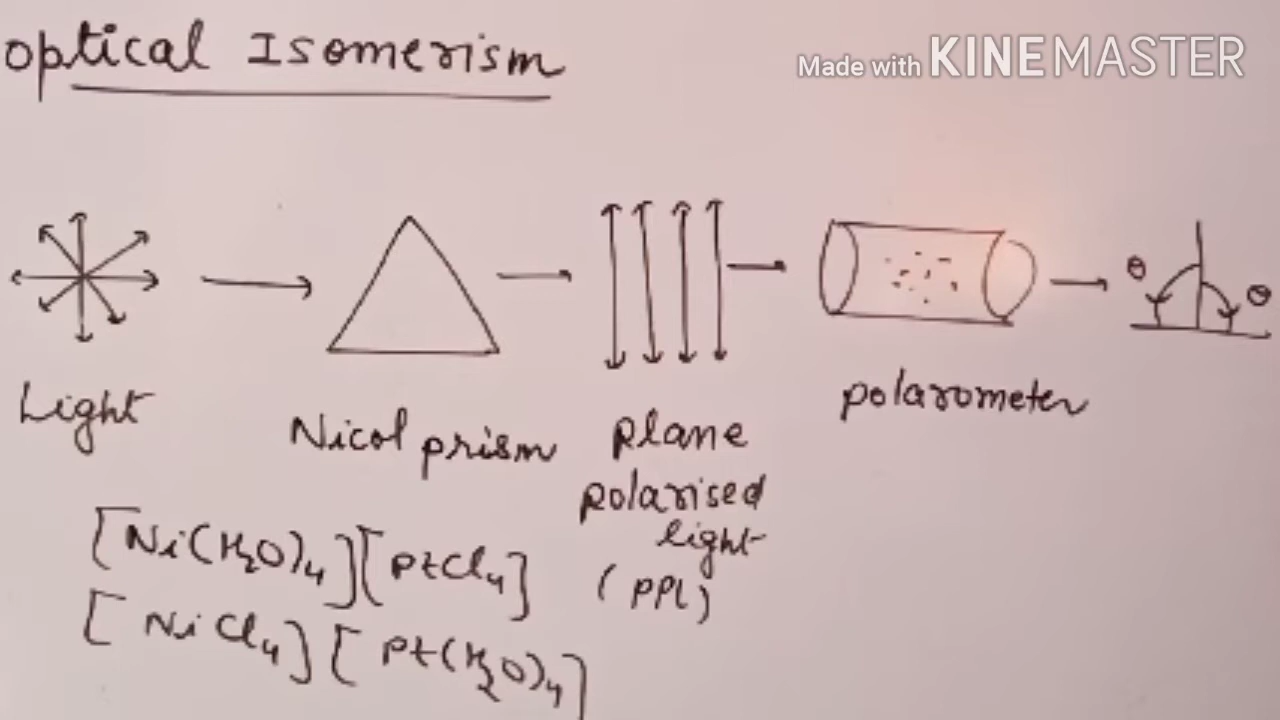 Optical Isomerism
Made with KINEMASTER
Light
Nicol prism
plane
polarised
light
(PPL)
polarometer
θ
θ
[Ni(H₂O)₄][PtCl₄]
[NiCl₄][Pt(H₂O)₄]